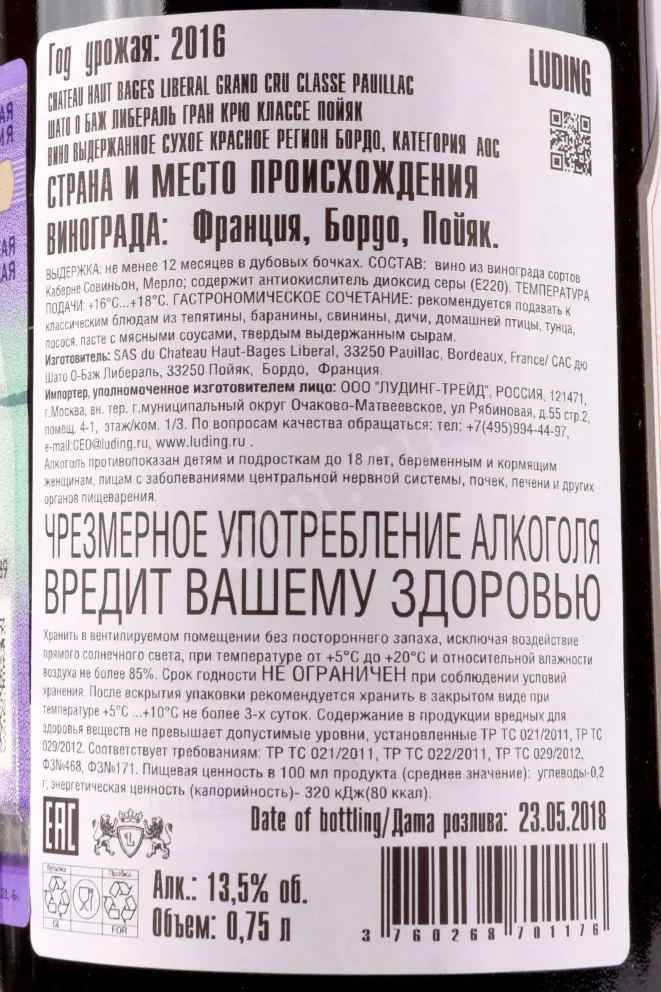 Год урожая: 2016
LUDING
CHATEAU HAUT BAGES LIBERAL GRAND CRU CLASSE PAUILLAC
ШАТО О БАЖ ЛИБЕРАЛЬ ГРАН КРЮ КЛАССЕ ПОЙЯК
ВИНО ВЫДЕРЖАННОЕ СУХОЕ КРАСНОЕ РЕГИОН БОРДО, КАТЕГОРИЯ АОС
СТРАНА И МЕСТО ПРОИСХОЖДЕНИЯ
ВИНОГРАДА: Франция, Бордо, Пойяк.
ВЫДЕРЖКА: не менее 12 месяцев в дубовых бочках. СОСТАВ: вино из винограда сортов
Каберне Совиньон, Мерло; содержит антиокислитель диоксид серы (Е220). ТЕМПЕРАТУРА
ПОДАЧИ: +16°С...+18°С. ГАСТРОНОМИЧЕСКОЕ СОЧЕТАНИЕ: рекомендуется подавать к
классическим блюдам из телятины, баранины, свинины, дичи, домашней птицы, тунца,
лосося, пасте с мясными соусами, твердым выдержанным сырам.
Изготовитель: SAS du Chateau Haut-Bages Liberal, 33250 Pauillac, Bordeaux, France/ САС дю
Шато О-Баж Либераль, 33250 Пойяк, Бордо, Франция.
Импортер, уполномоченное изготовителем лицо: ООО "ЛУДИНГ-ТРЕЙД", РОССИЯ, 121471,
г.Москва, вн. тер. г.муниципальный округ Очаково-Матвеевское, ул Рябиновая, д.55 стр.2,
помещ. 4-1, этаж/ком. 1/3. По вопросам качества обращаться: тел: +7(495)994-44-97,
e-mail:CEO@luding.ru, www.luding.ru .
Алкоголь противопоказан детям и подросткам до 18 лет, беременным и кормящим
женщинам, лицам с заболеваниями центральной нервной системы, почек, печени и других
органов пищеварения.
ЧРЕЗМЕРНОЕ УПОТРЕБЛЕНИЕ АЛКОГОЛЯ
ВРЕДИТ ВАШЕМУ ЗДОРОВЬЮ
Хранить в вентилируемом помещении без постороннего запаха, исключая воздействие
прямого солнечного света, при температуре от +5°С до +20°С и относительной влажности
воздуха не более 85%. Срок годности НЕ ОГРАНИЧЕН при соблюдении условий
хранения. После вскрытия упаковки рекомендуется хранить в закрытом виде при
температуре +5°С ...+10°С не более 3-х суток. Содержание в продукции вредных для
здоровья веществ не превышает допустимые уровни, установленные ТР ТС 021/2011, ТР ТС
029/2012. Соответствует требованиям: ТР ТС 021/2011, ТР ТС 022/2011, ТР ТС 029/2012,
ФЗ№468, ФЗ№171. Пищевая ценность в 100 мл продукта (среднее значение): углеводы-0,2
г; энергетическая ценность (калорийность)- 320 кДж(80 ккал).
ЕАС
L
Date of bottling/Дата розлива: 23.05.2018
бутылка
Пробка
GL
FOR
Алк.: 13,5% об.
Объем: 0,75 л
3 760268 701176